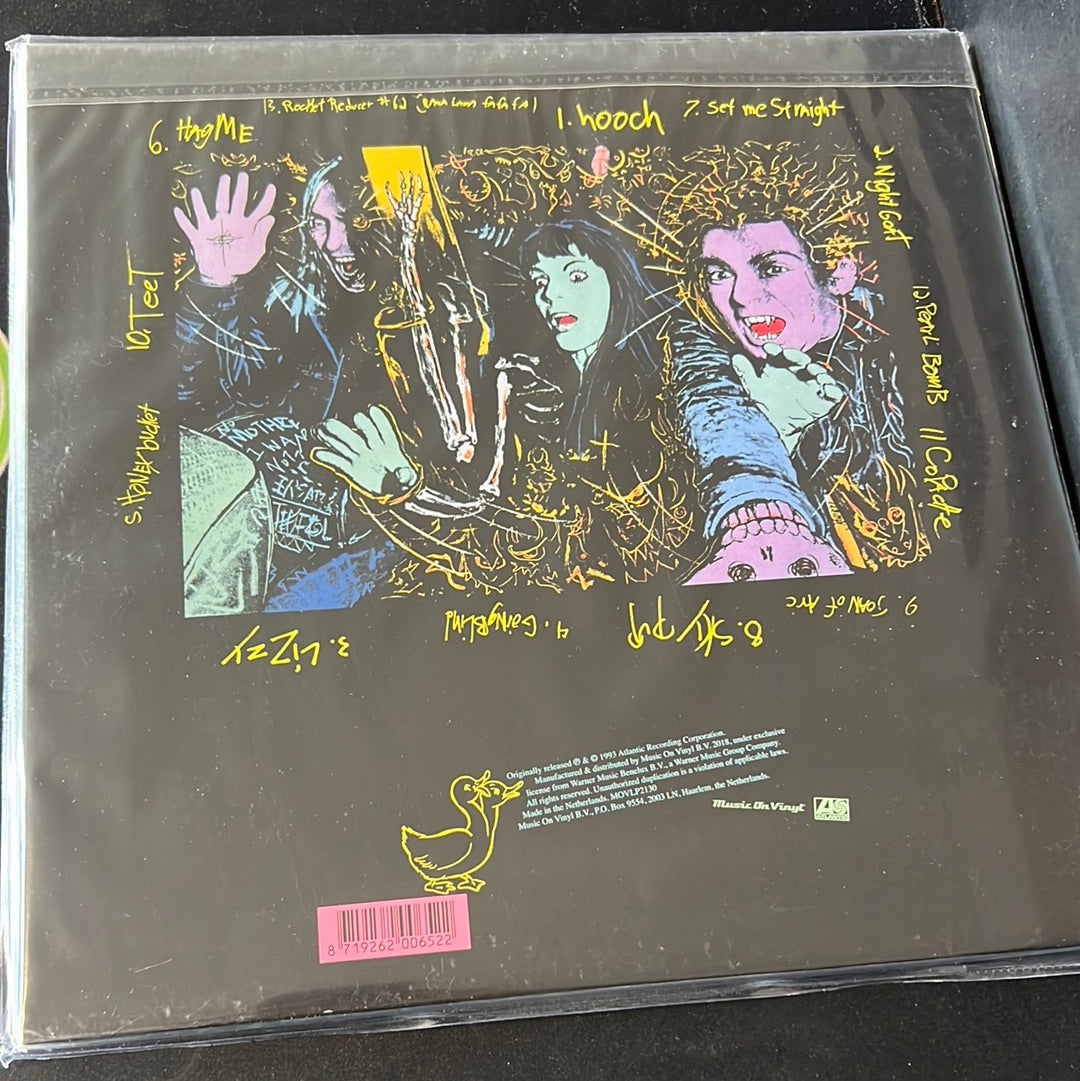 13. Rocket Reducer #62 (Rama Lama Fa Fa Fa)
6. Hag ME
1. hooch
7. Set me Straight
2. Night Goat
12. Pearl Bomb
11 Copache
10. TeeT
5. Honey Bucket
3. Lizzy
4. Going Blind
8. Sky Pup
9. Joan of Arc
Originally released ℗ & © 1993 Atlantic Recording Corporation.
Manufactured & distributed by Music On Vinyl B.V. 2018, under exclusive
license from Warner Music Benelux B.V., a Warner Music Group Company.
All rights reserved. Unauthorized duplication is a violation of applicable laws.
Made in the Netherlands. MOVLP2130
Music On Vinyl B.V., P.O. Box 9554, 2003 LN, Haarlem, the Netherlands.
Music On Vinyl
ATLANTIC
8 719262 006522